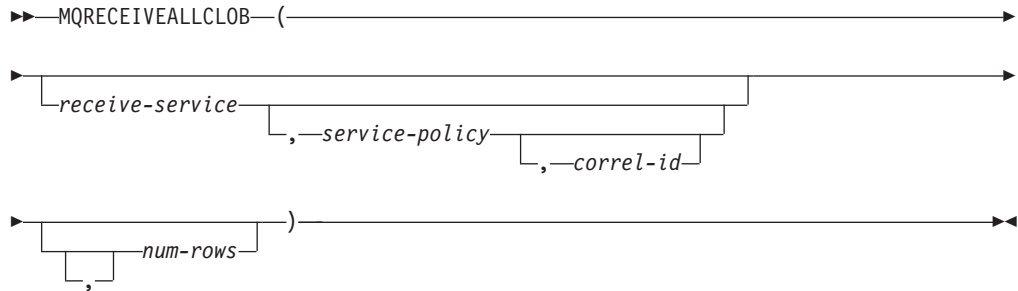 MQRECEIVEALLCLOB (
receive-service
, service-policy
, correl-id
)
num-rows
,